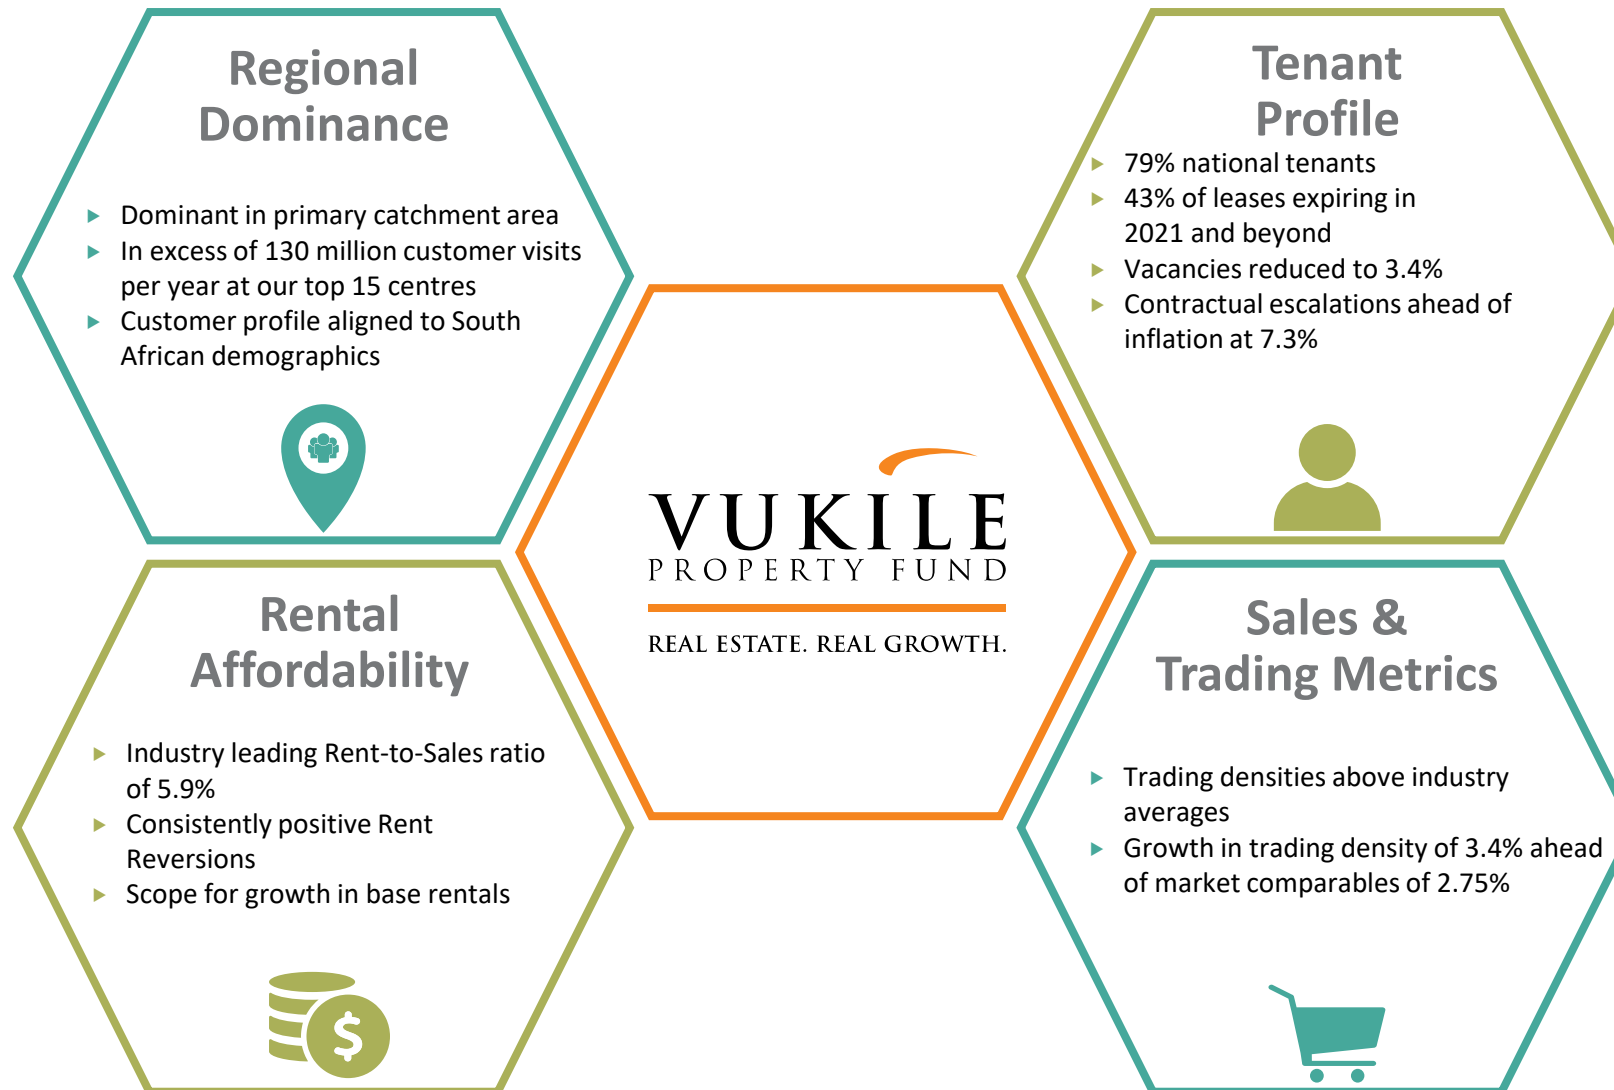 Regional
Dominance
▶ Dominant in primary catchment area
▶ In excess of 130 million customer visits
per year at our top 15 centres
▶ Customer profile aligned to South
African demographics
Tenant
Profile
▶ 79% national tenants
▶ 43% of leases expiring in
2021 and beyond
▶ Vacancies reduced to 3.4%
▶ Contractual escalations ahead of
inflation at 7.3%
VUKILE
PROPERTY FUND
REAL ESTATE. REAL GROWTH.
Rental
Affordability
▶ Industry leading Rent-to-Sales ratio
of 5.9%
▶ Consistently positive Rent
Reversions
▶ Scope for growth in base rentals
$
Sales &
Trading Metrics
▶ Trading densities above industry
averages
▶ Growth in trading density of 3.4% ahead
of market comparables of 2.75%